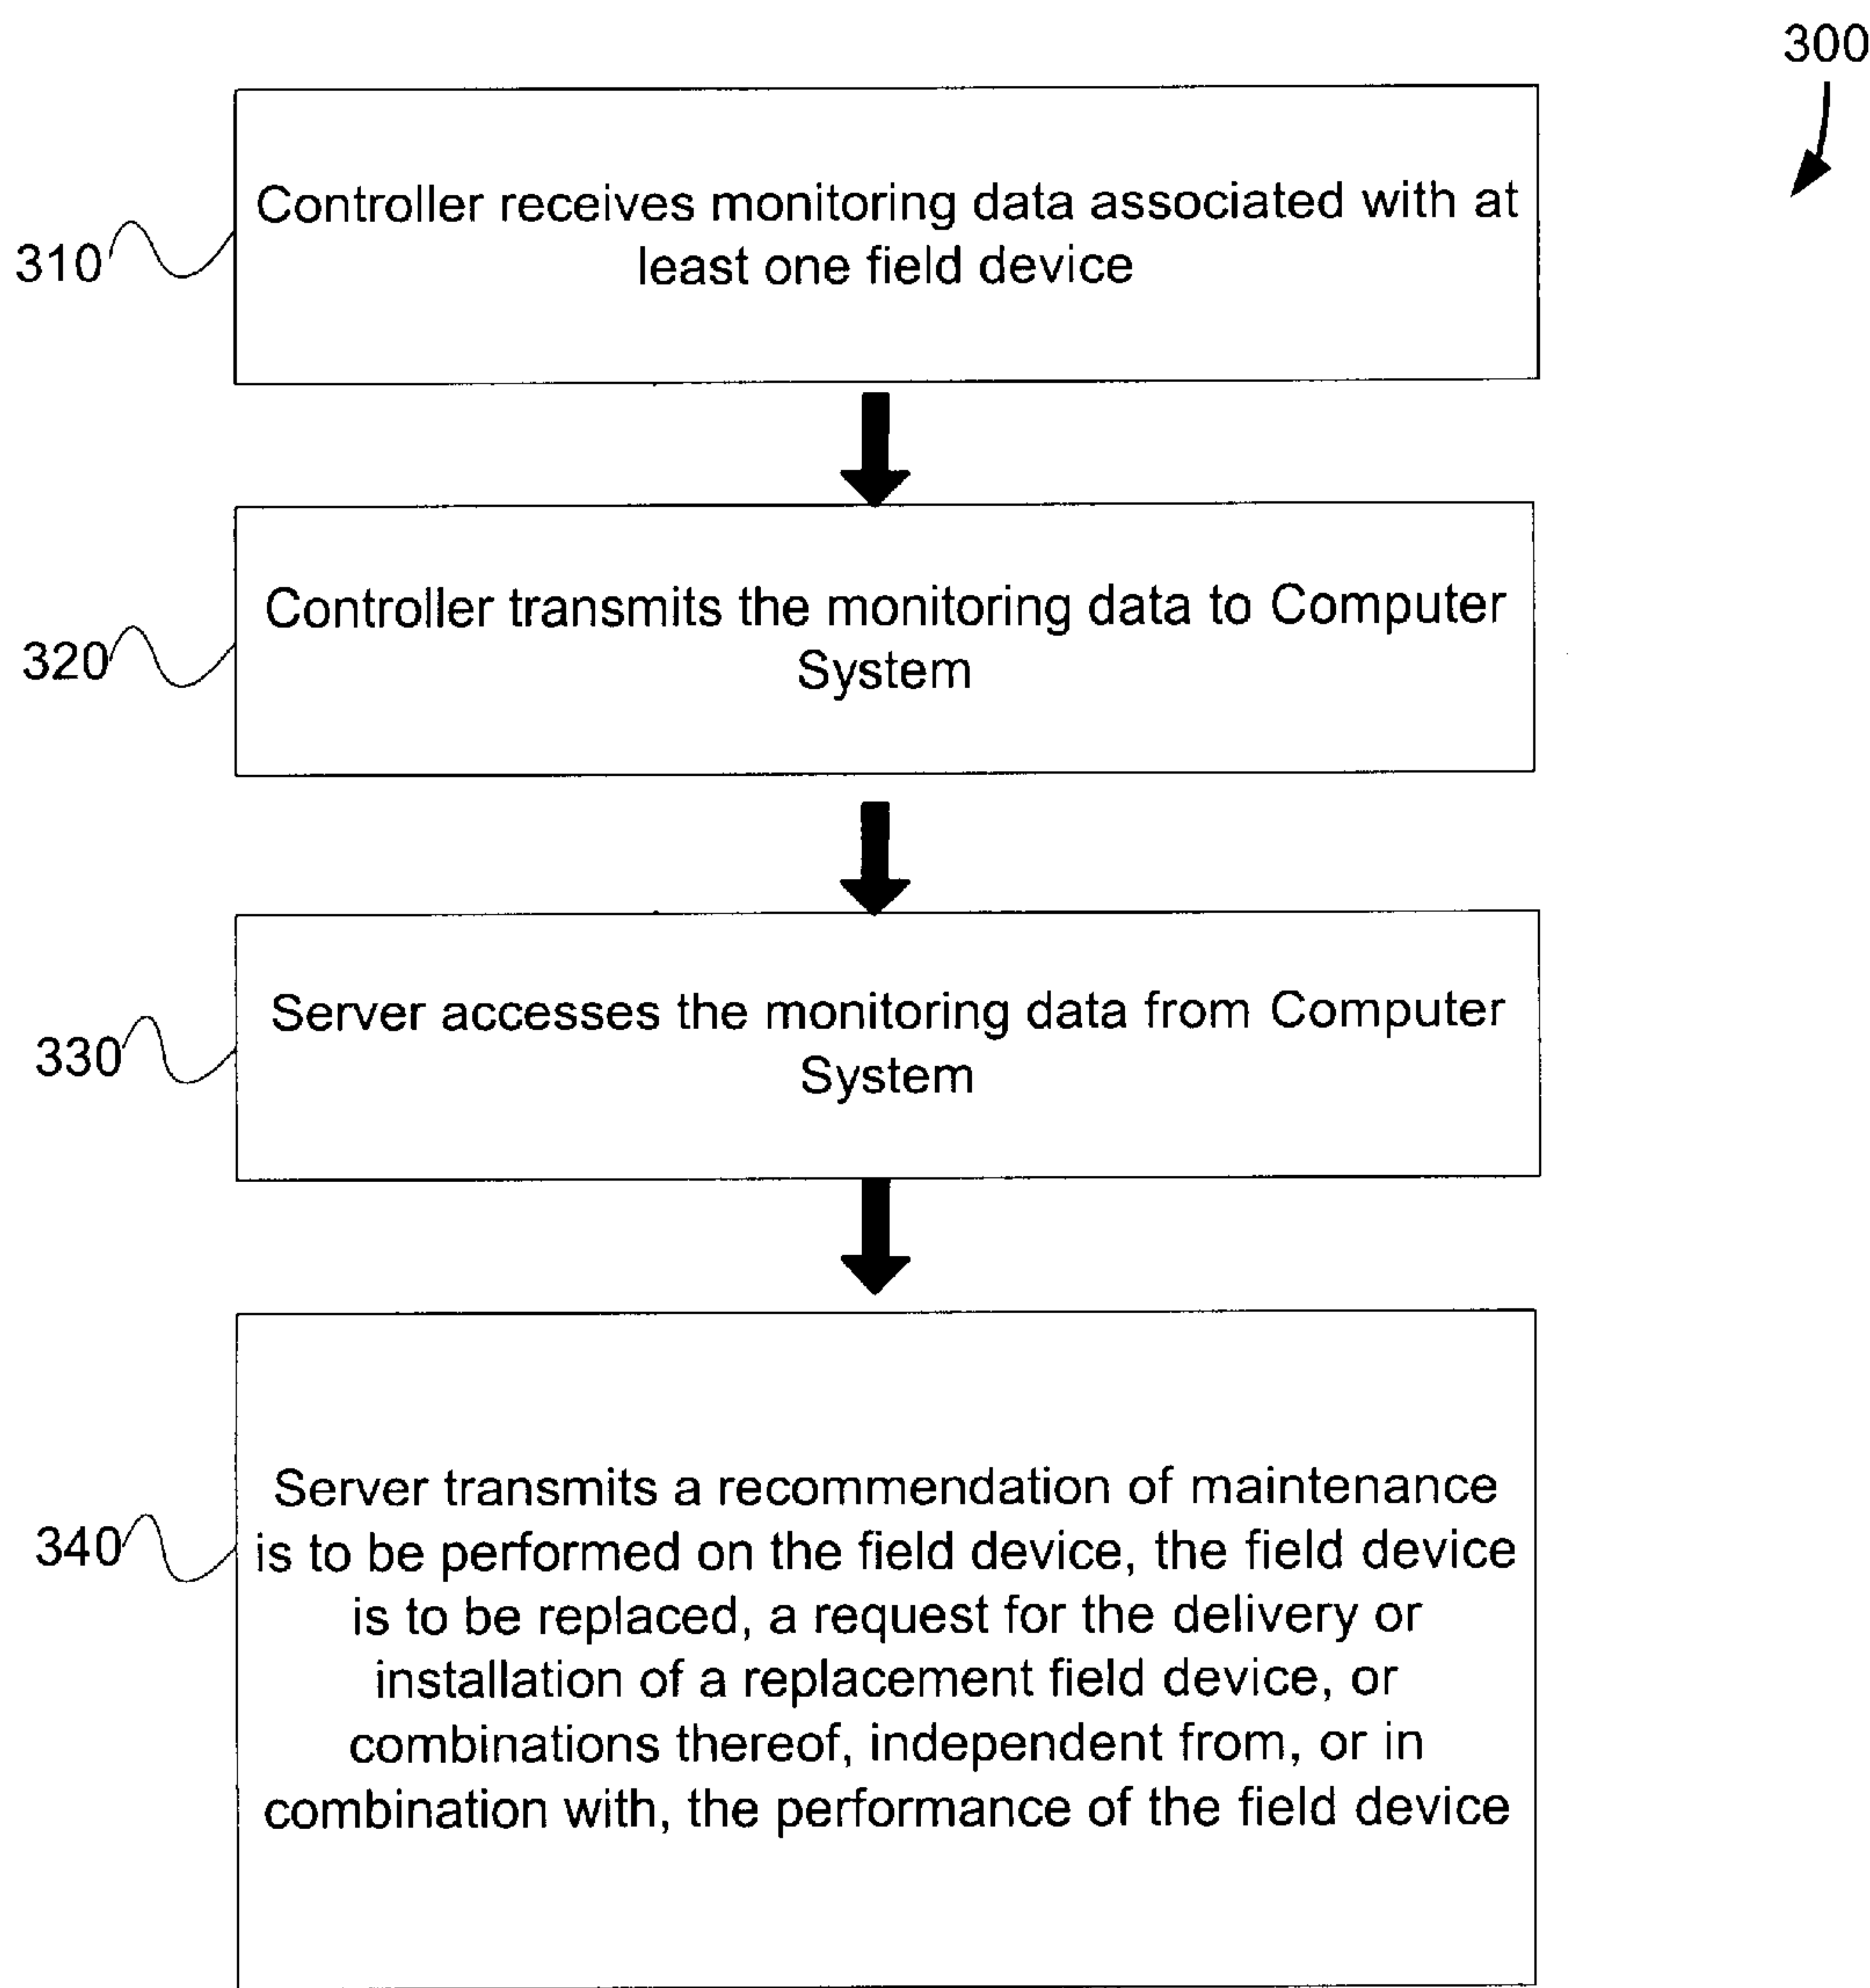 300
Controller receives monitoring data associated with at
least one field device
310
Controller transmits the monitoring data to Computer
System
320
Server accesses the monitoring data from Computer
System
330
Server transmits a recommendation of maintenance
is to be performed on the field device, the field device
is to be replaced, a request for the delivery or
installation of a replacement field device, or
combinations thereof, independent from, or in
combination with, the performance of the field device
340